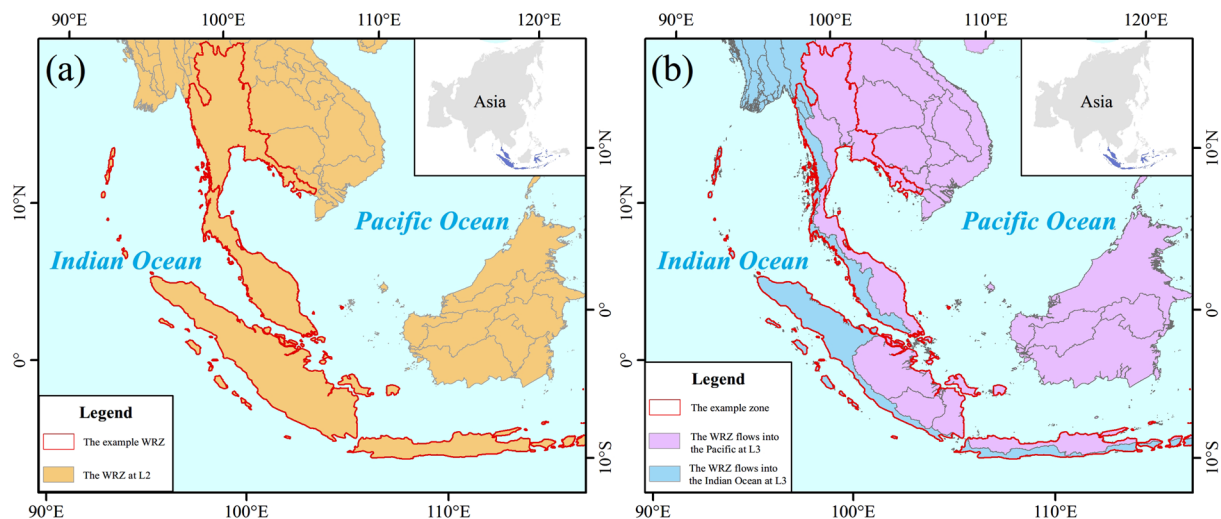 90°E 100°E 110°E 120°E
(a)
Asia
10°N
10°N
Pacific Ocean
Indian Ocean
0°
0°
Legend
The example WRZ
The WRZ at L2
10°S
90°E 100°E 110°E
90°E 100°E 110°E 120°E
(b)
Asia
10°N
10°N
Pacific Ocean
Indian Ocean
0°
0°
Legend
The example zone
The WRZ flows into
the Pacific at L3
The WRZ flows into
the Indian Ocean at L3
10°S
90°E 100°E 110°E